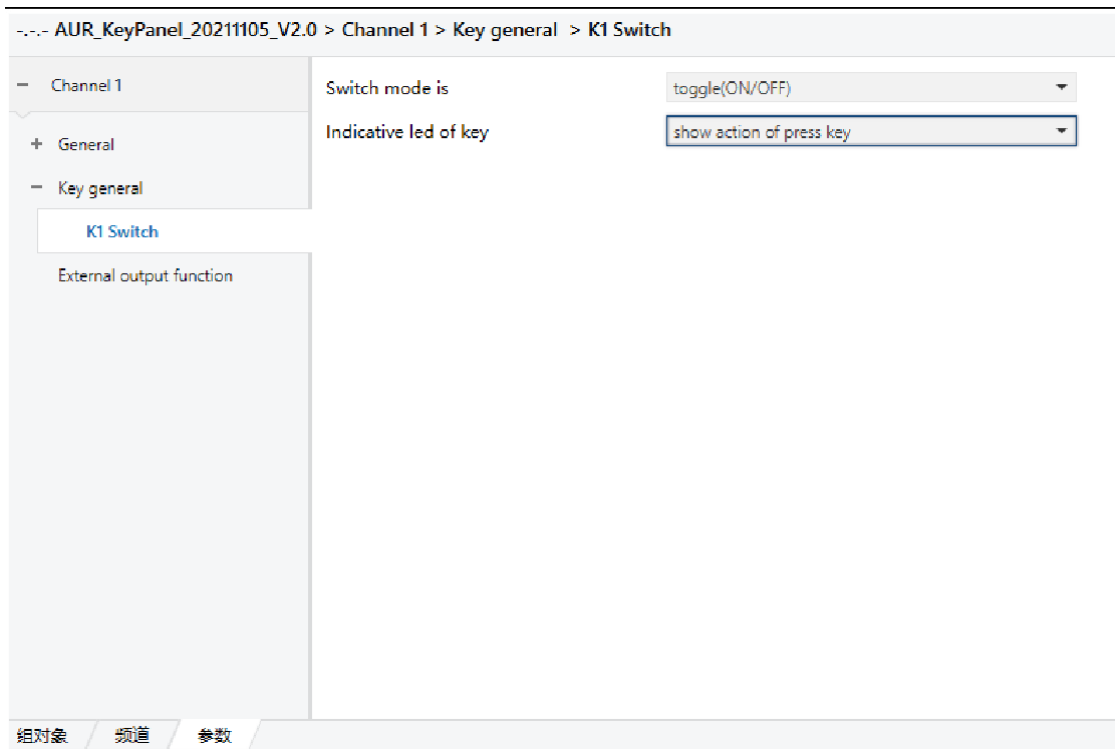 -.-.- AUR_KeyPanel_20211105_V2.0 > Channel 1 > Key general > K1 Switch
Channel 1
General
Key general
K1 Switch
External output function
Switch mode is toggle(ON/OFF)
Indicative led of key show action of press key
组对象 频道 参数